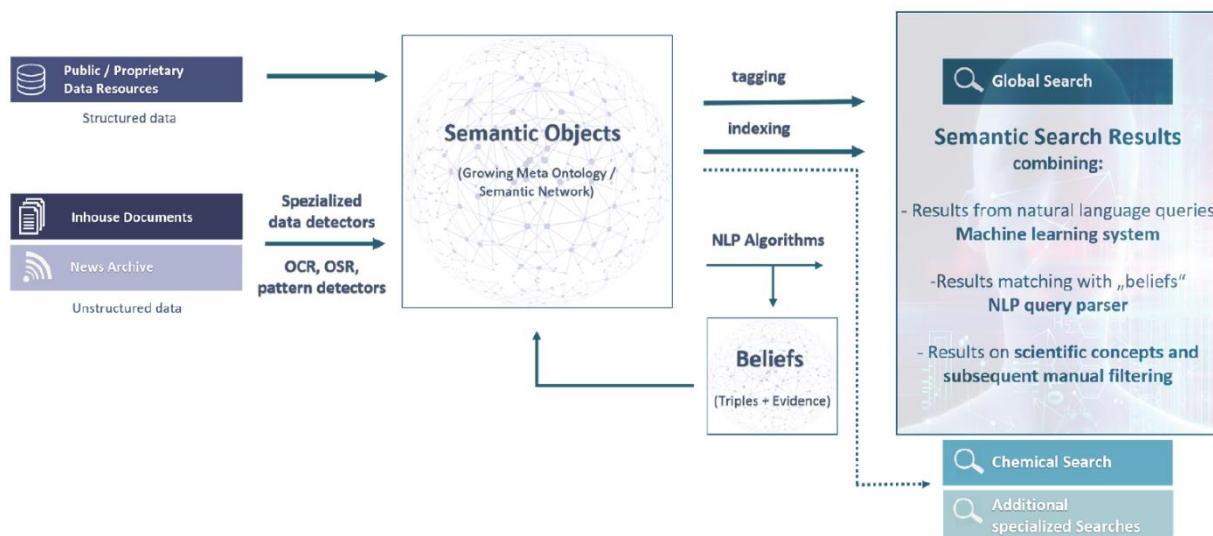 Public / Proprietary
Data Resources
Structured data
Inhouse Documents
News Archive
Unstructured data
Spezialized
data detectors
OCR, OSR,
pattern detectors
Semantic Objects
(Growing Meta Ontology /
Semantic Network)
tagging
indexing
NLP Algorithms
Beliefs
(Triples + Evidence)
Global Search
Semantic Search Results
combining:
- Results from natural language queries
Machine learning system
-Results matching with „beliefs“
NLP query parser
- Results on scientific concepts and
subsequent manual filtering
Chemical Search
Additional
specialized Searches